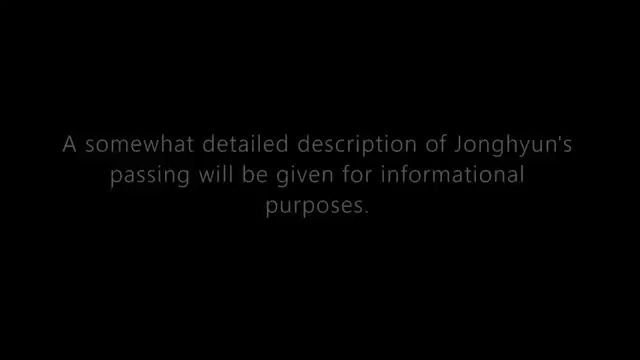 A somewhat detailed description of Jonghyun's
passing will be given for informational
purposes.